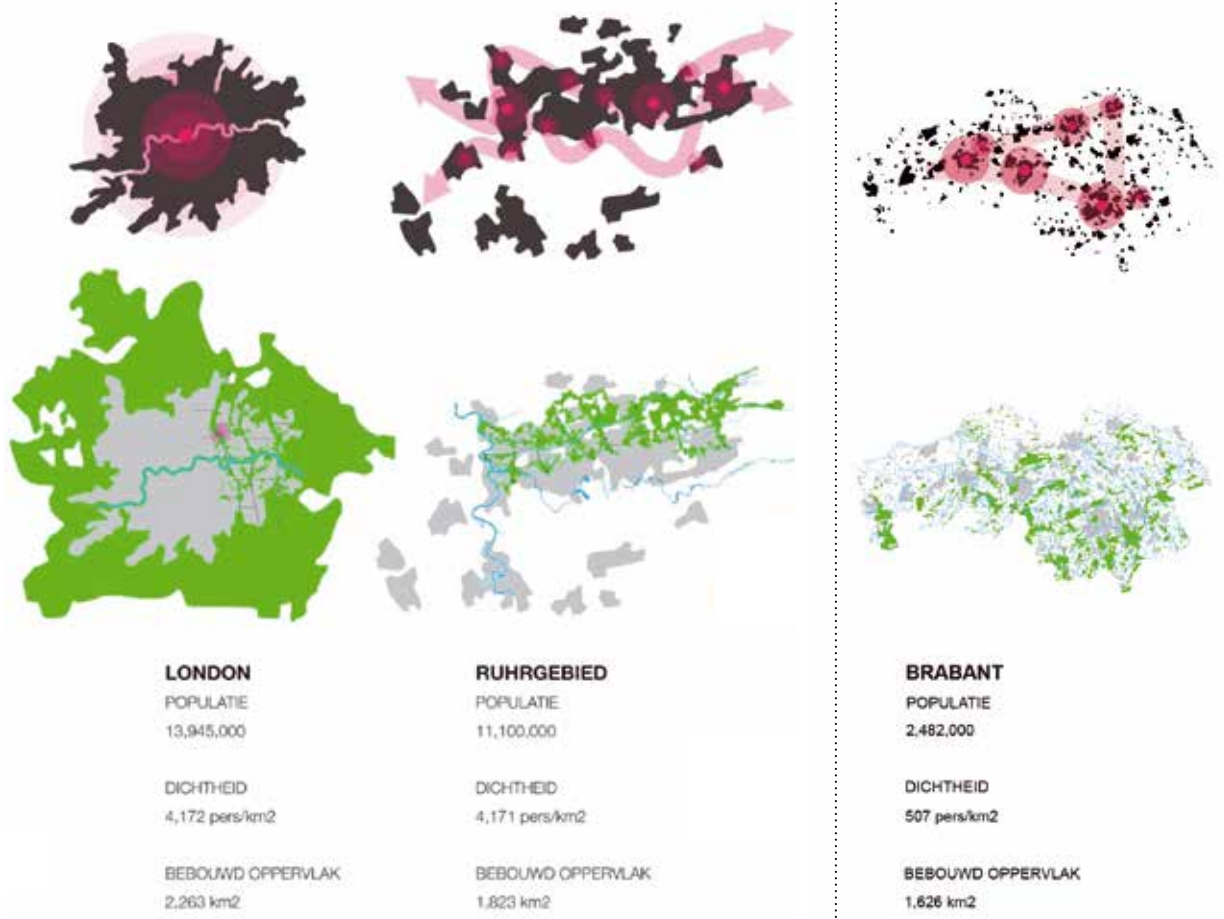 LONDON
POPULATIE
13,945,000
DICHTHEID
4,172 pers/km2
BEBOUWD OPPERVLAK
2,263 km2
RUHRGEBIED
POPULATIE
11,100,000
DICHTHEID
4,171 pers/km2
BEBOUWD OPPERVLAK
1,823 km2
BRABANT
POPULATIE
2,482,000
DICHTHEID
507 pers/km2
BEBOUWD OPPERVLAK
1,626 km2